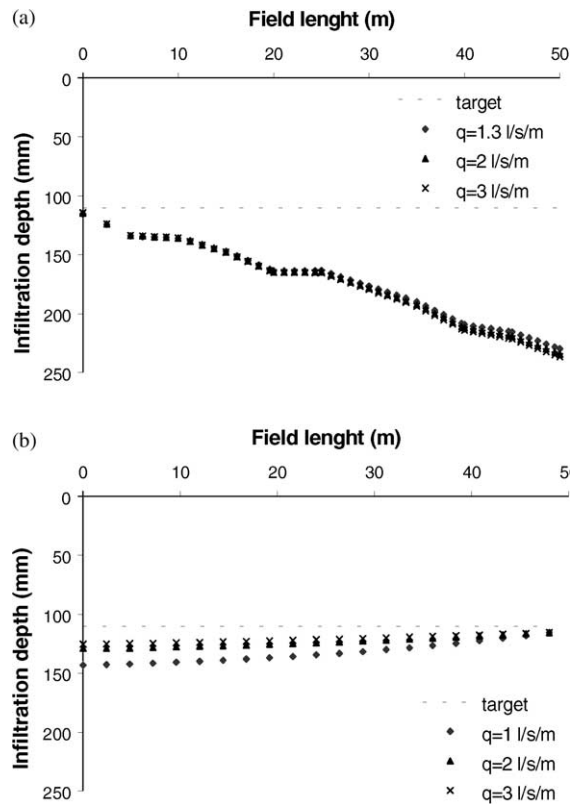 (a)
Field lenght (m)
0 10 20 30 40 50
0
50
100
150
200
250
Infiltration depth (mm)
target
q=1.3 l/s/m
q=2 l/s/m
q=3 l/s/m
(b)
Field lenght (m)
0 10 20 30 40 50
0
50
100
150
200
250
Infiltration depth (mm)
target
q=1 l/s/m
q=2 l/s/m
q=3 l/s/m